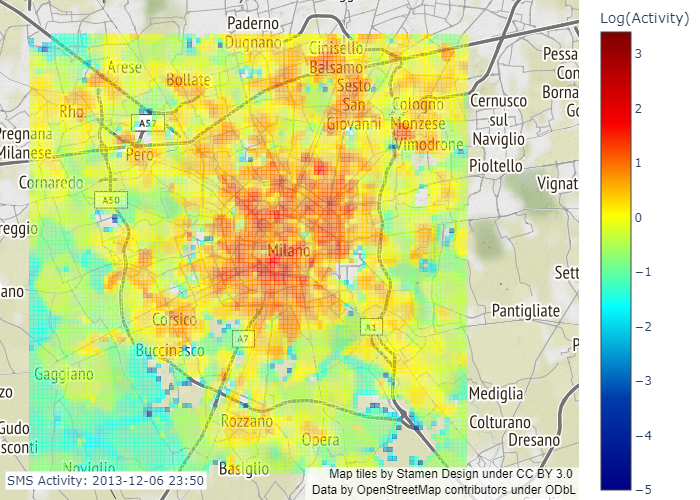 Log(Activity)
3
2
1
0
−1
−2
−3
−4
−5
Paderno
Dugnano
Cinisello
Balsamo
Arese
Bollate
Sesto
San
Giovanni
Rho
Cologno
Monzese
Vimodrone
Cernusco
sul
Naviglio
Pessa
Con
Borna
Go
A52
Pregnana
Milanese
Pero
Pioltello
Cornaredo
Vignat
A50
reggio
Milano
Sett
ano
Pantigliate
Corsico
A1
A7
P
Buccinasco
Gaggiano
zo
Mediglia
Rozzano
Colturano
Gudo
Dresano
Opera
sconti
Noviglio
Basiglio
SMS Activity: 2013-12-06 23:50
Map tiles by Stamen Design under CC BY 3.0
Data by OpenStreetMap contributors under ODbL